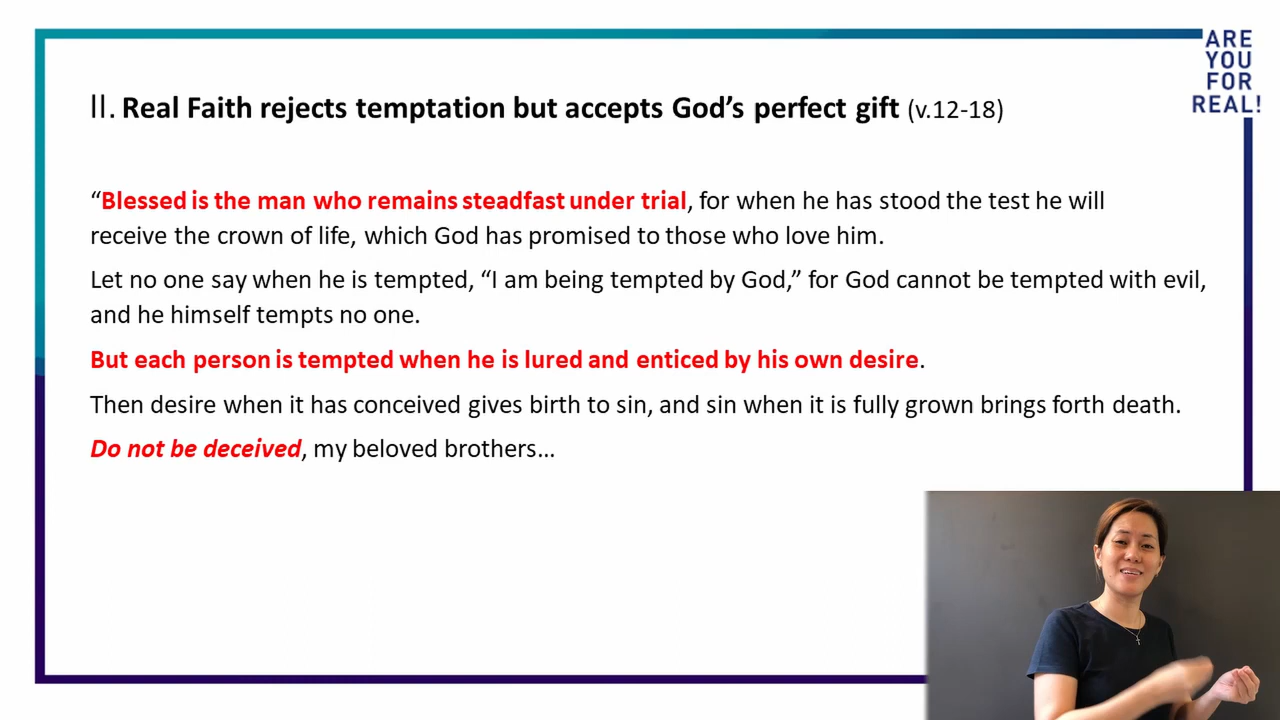 II. Real Faith rejects temptation but accepts God’s perfect gift (v.12-18)
ARE
YOU
FOR
REAL!
“Blessed is the man who remains steadfast under trial, for when he has stood the test he will
receive the crown of life, which God has promised to those who love him.
Let no one say when he is tempted, “I am being tempted by God,” for God cannot be tempted with evil,
and he himself tempts no one.
But each person is tempted when he is lured and enticed by his own desire.
Then desire when it has conceived gives birth to sin, and sin when it is fully grown brings forth death.
Do not be deceived, my beloved brothers…